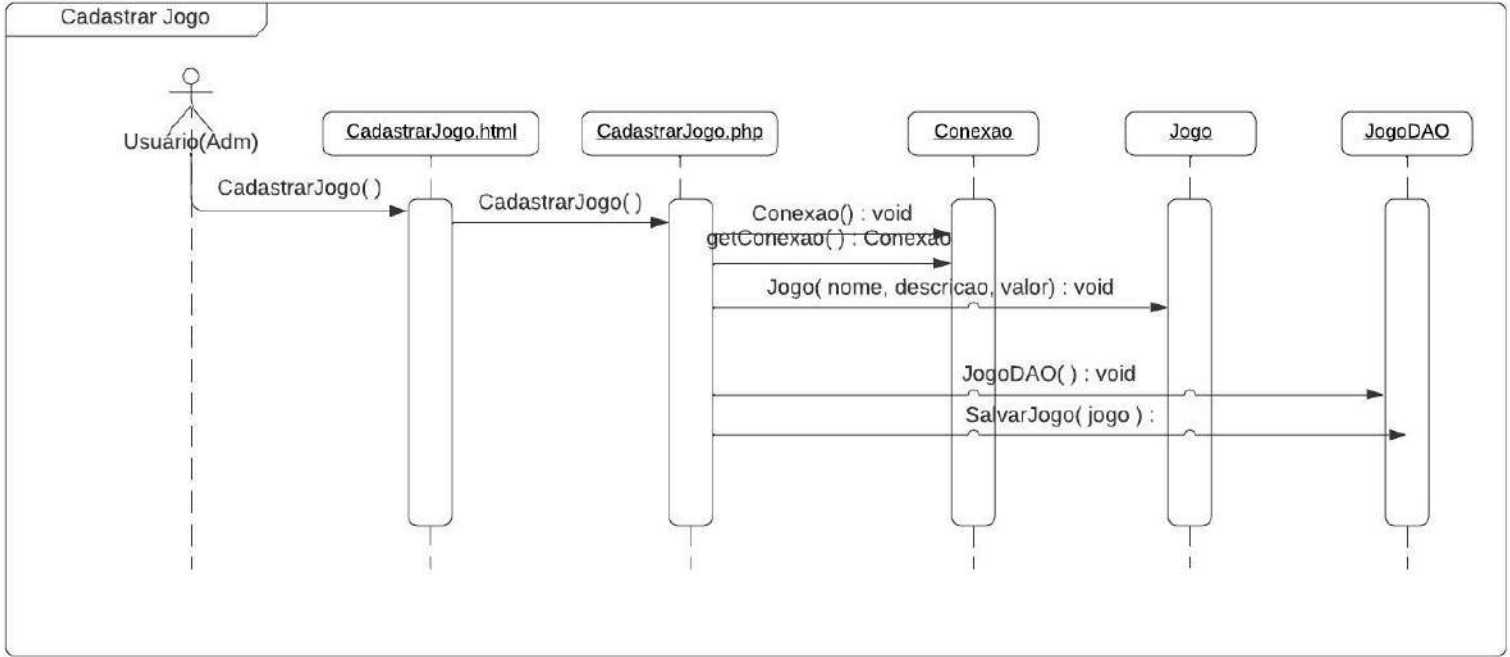 Cadastrar Jogo
Usuário(Adm)
CadastrarJogo.html
CadastrarJogo.php
Conexao
Jogo
JogoDAO
CadastrarJogo( )
CadastrarJogo( )
Conexao() : void
getConexao( ) : Conexao
Jogo( nome, descricao, valor) : void
JogoDAO( ) : void
SalvarJogo( jogo ) :